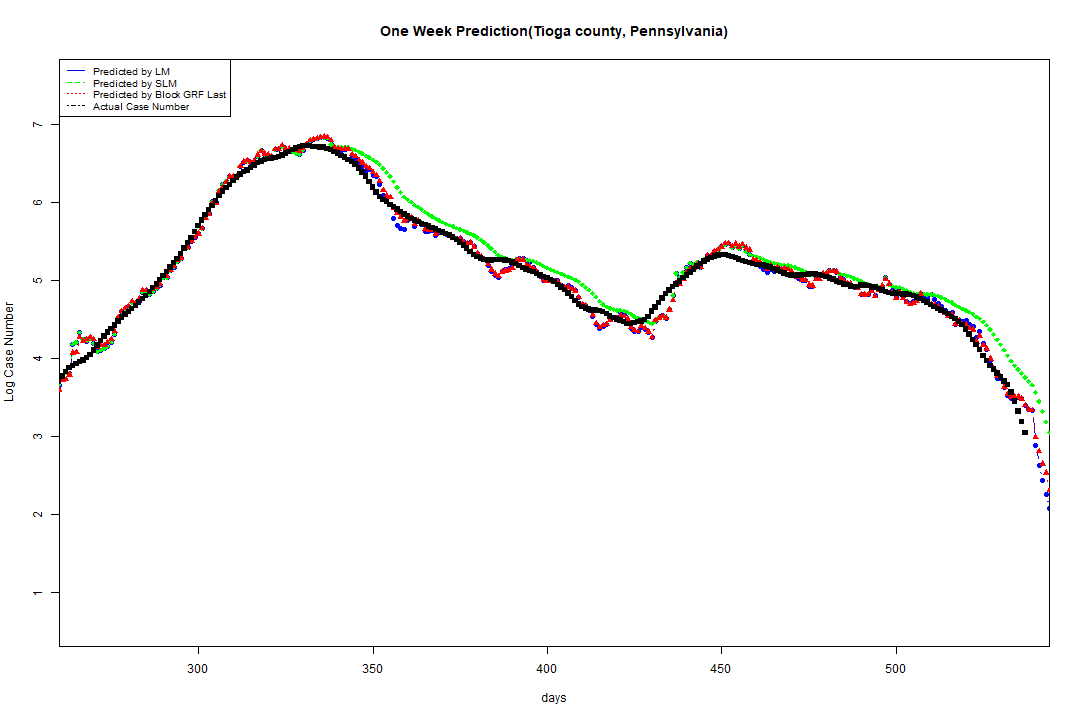 One Week Prediction(Tioga county, Pennsylvania)
Predicted by LM
Predicted by SLM
Predicted by Block GRF Last
Actual Case Number
7
6
5
4
3
2
1
Log Case Number
300 350 400 450 500
days